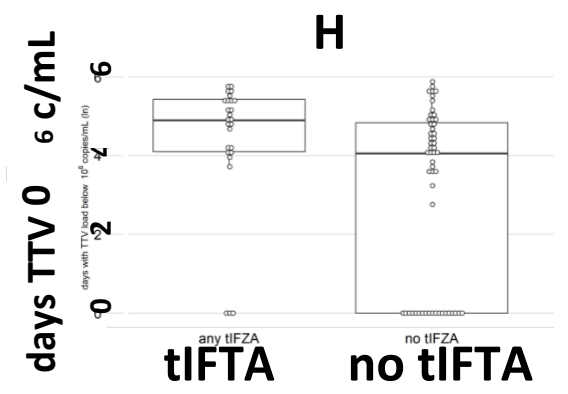 H
days TTV 0 6 c/mL
days with TTV load below 10⁶ copies/mL (ln)
6
4
2
0
any tIFZA
no tIFZA
tIFTA
no tIFTA